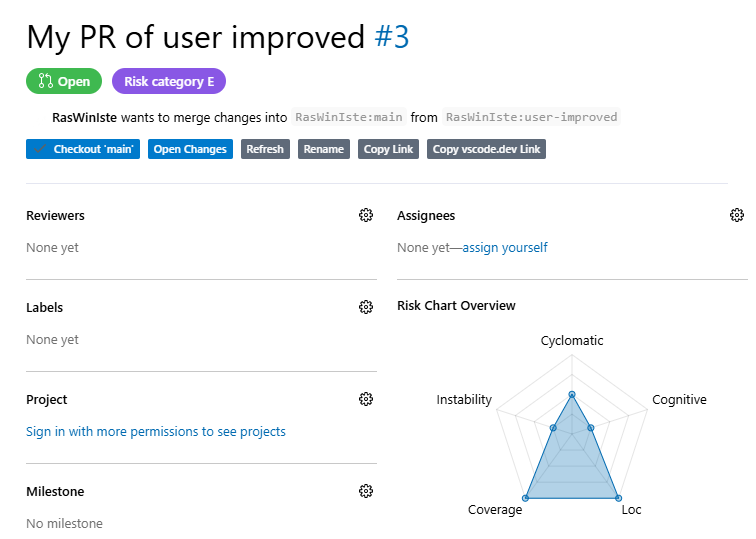 My PR of user improved #3
Open Risk category E
RasWinIste wants to merge changes into RasWinIste:main from RasWinIste:user-improved
Checkout 'main' Open Changes Refresh Rename Copy Link Copy vscode.dev Link
Reviewers
None yet
Assignees
None yet—assign yourself
Labels
None yet
Risk Chart Overview
Cyclomatic
Instability
Cognitive
Coverage
Loc
Project
Sign in with more permissions to see projects
Milestone
No milestone